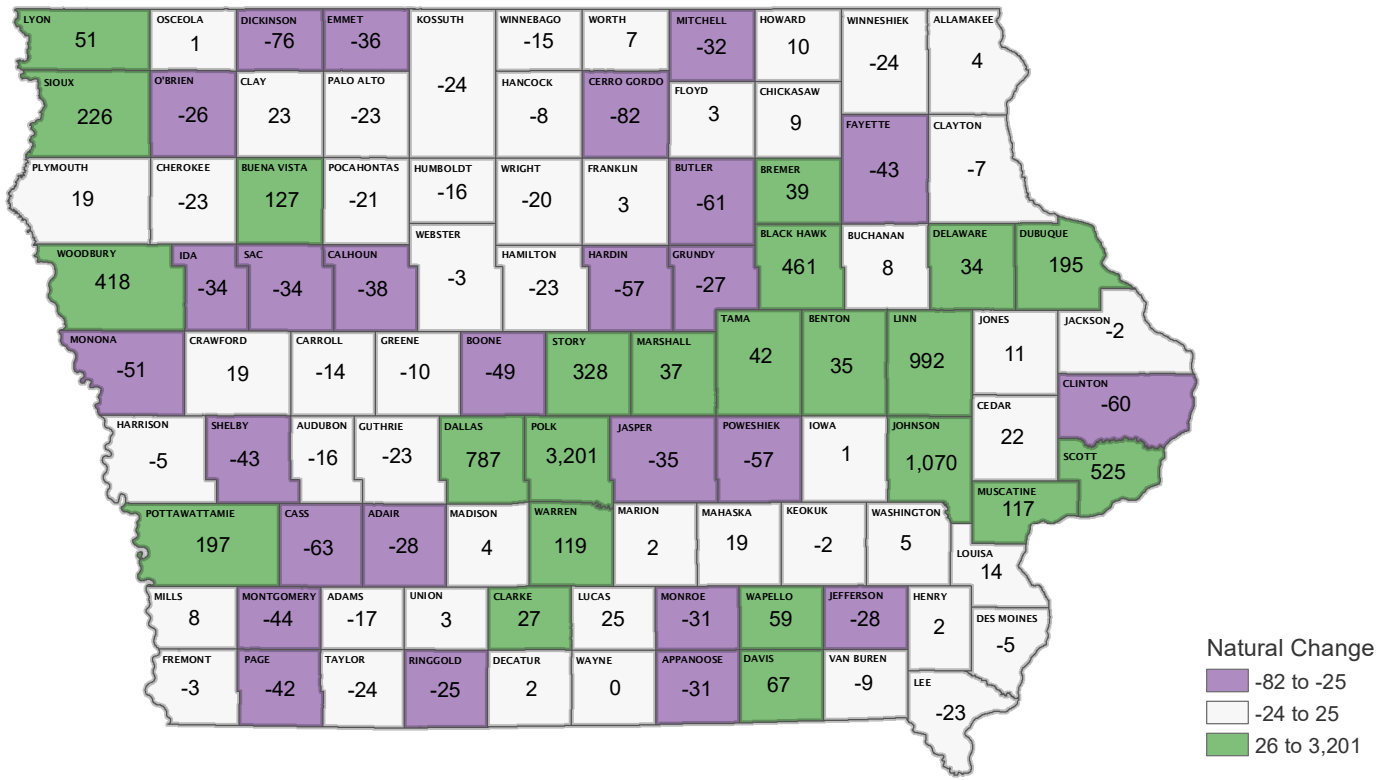 LYON
51
OSCEOLA
1
DICKINSON
-76
EMMET
-36
KOSSUTH
-24
WINNEBAGO
-15
WORTH
7
MITCHELL
-32
HOWARD
10
WINNESHIEK
-24
ALLAMAKEE
4
SIOUX
226
O'BRIEN
-26
CLAY
23
PALO ALTO
-23
HANCOCK
-8
CERRO GORDO
-82
FLOYD
3
CHICKASAW
9
FAYETTE
-43
CLAYTON
-7
PLYMOUTH
19
CHEROKEE
-23
BUENA VISTA
127
POCAHONTAS
-21
HUMBOLDT
-16
WRIGHT
-20
FRANKLIN
3
BUTLER
-61
BREMER
39
WOODBURY
418
IDA
-34
SAC
-34
CALHOUN
-38
WEBSTER
-3
HAMILTON
-23
HARDIN
-57
GRUNDY
-27
BLACK HAWK
461
BUCHANAN
8
DELAWARE
34
DUBUQUE
195
MONONA
-51
CRAWFORD
19
CARROLL
-14
GREENE
-10
BOONE
-49
STORY
328
MARSHALL
37
TAMA
42
BENTON
35
LINN
992
JONES
11
JACKSON
-2
CLINTON
-60
CEDAR
22
HARRISON
-5
SHELBY
-43
AUDUBON
-16
GUTHRIE
-23
DALLAS
787
POLK
3,201
JASPER
-35
POWESHIEK
-57
IOWA
1
JOHNSON
1,070
SCOTT
525
MUSCATINE
117
POTTAWATTAMIE
197
CASS
-63
ADAIR
-28
MADISON
4
WARREN
119
MARION
2
MAHASKA
19
KEOKUK
-2
WASHINGTON
5
LOUISA
14
MILLS
8
MONTGOMERY
-44
ADAMS
-17
UNION
3
CLARKE
27
LUCAS
25
MONROE
-31
WAPELLO
59
JEFFERSON
-28
HENRY
2
DES MOINES
-5
FREMONT
-3
PAGE
-42
TAYLOR
-24
RINGGOLD
-25
DECATUR
2
WAYNE
0
APPANOOSE
-31
DAVIS
67
VAN BUREN
-9
LEE
-23
Natural Change
-82 to -25
-24 to 25
26 to 3,201